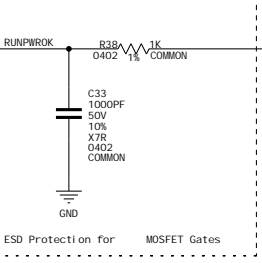 RUNPWROK
R38 1K
0402 1% COMMON
C33
1000PF
50V
10%
X7R
0402
COMMON
GND
ESD Protection for MOSFET Gates